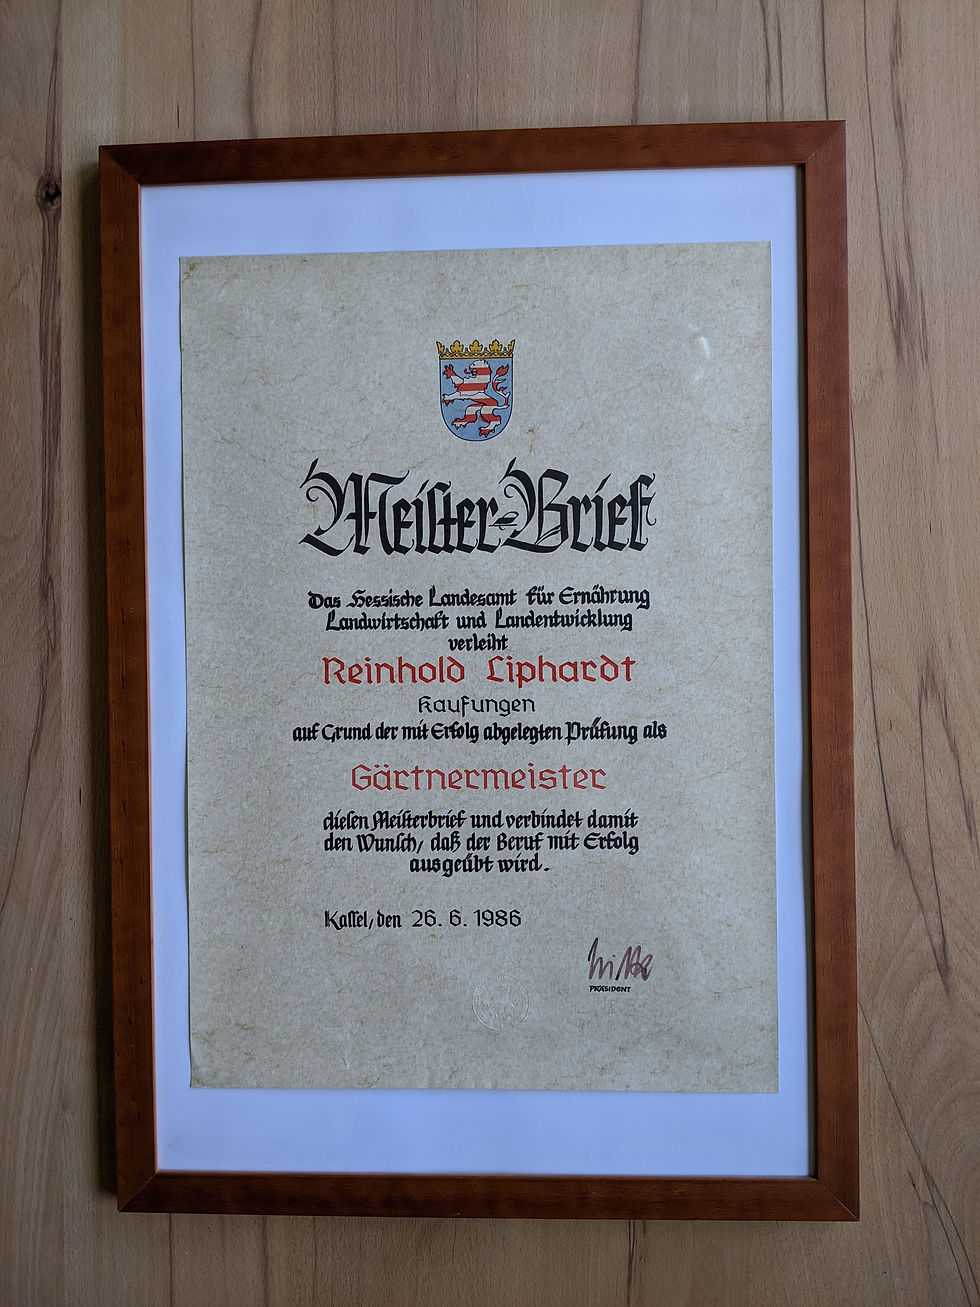 Meister-Brief
Das Hessische Landesamt für Ernährung
Landwirtschaft und Landentwicklung
verleiht
Reinhold Liphardt
Kaufungen
auf Grund der mit Erfolg abgelegten Prüfung als
Gärtnermeister
diesen Meisterbrief und verbindet damit
den Wunsch, daß der Beruf mit Erfolg
ausgeübt wird.
Kassel, den 26. 6. 1986
PRÄSIDENT